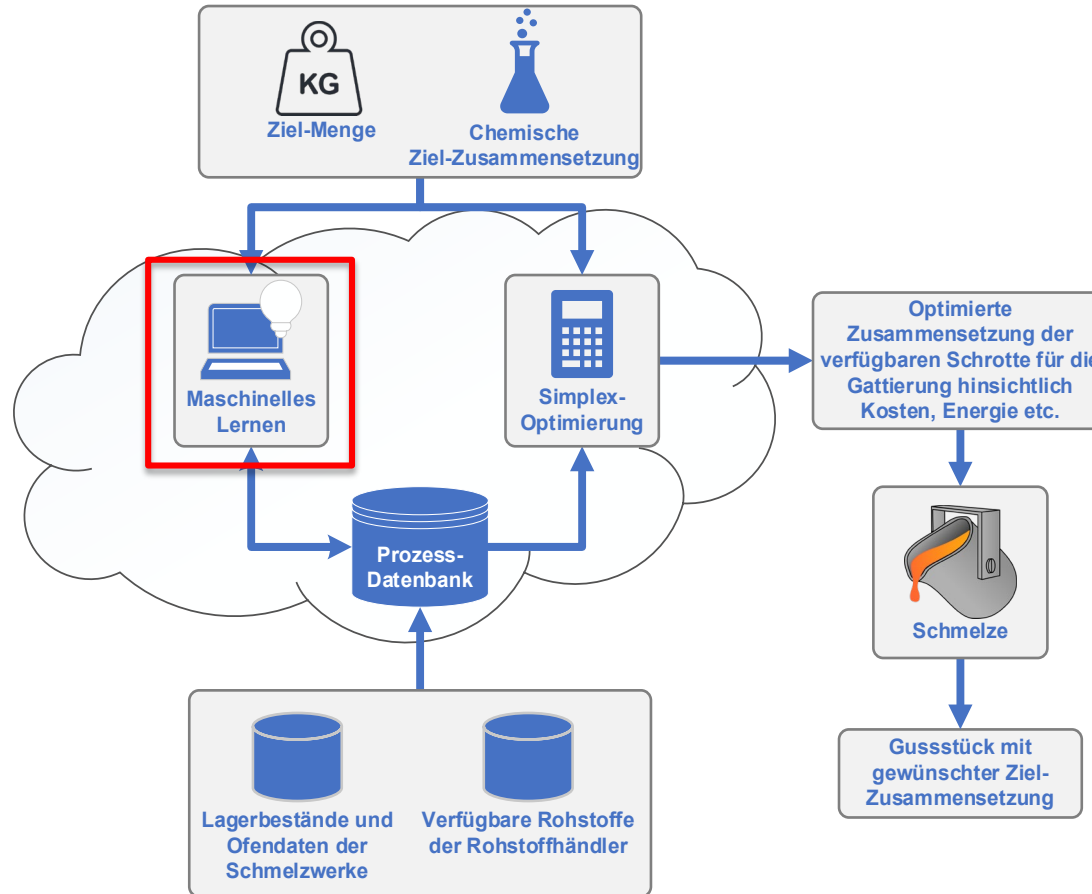 KG
Ziel-Menge
Chemische
Ziel-Zusammensetzung
Maschinelles
Lernen
Simplex-
Optimierung
Prozess-
Datenbank
Optimierte
Zusammensetzung der
verfügbaren Schrotte für die
Gattierung hinsichtlich
Kosten, Energie etc.
Schmelze
Gussstück mit
gewünschter Ziel-
Zusammensetzung
Lagerbestände und
Ofendaten der
Schmelzwerke
Verfügbare Rohstoffe
der Rohstoffhändler